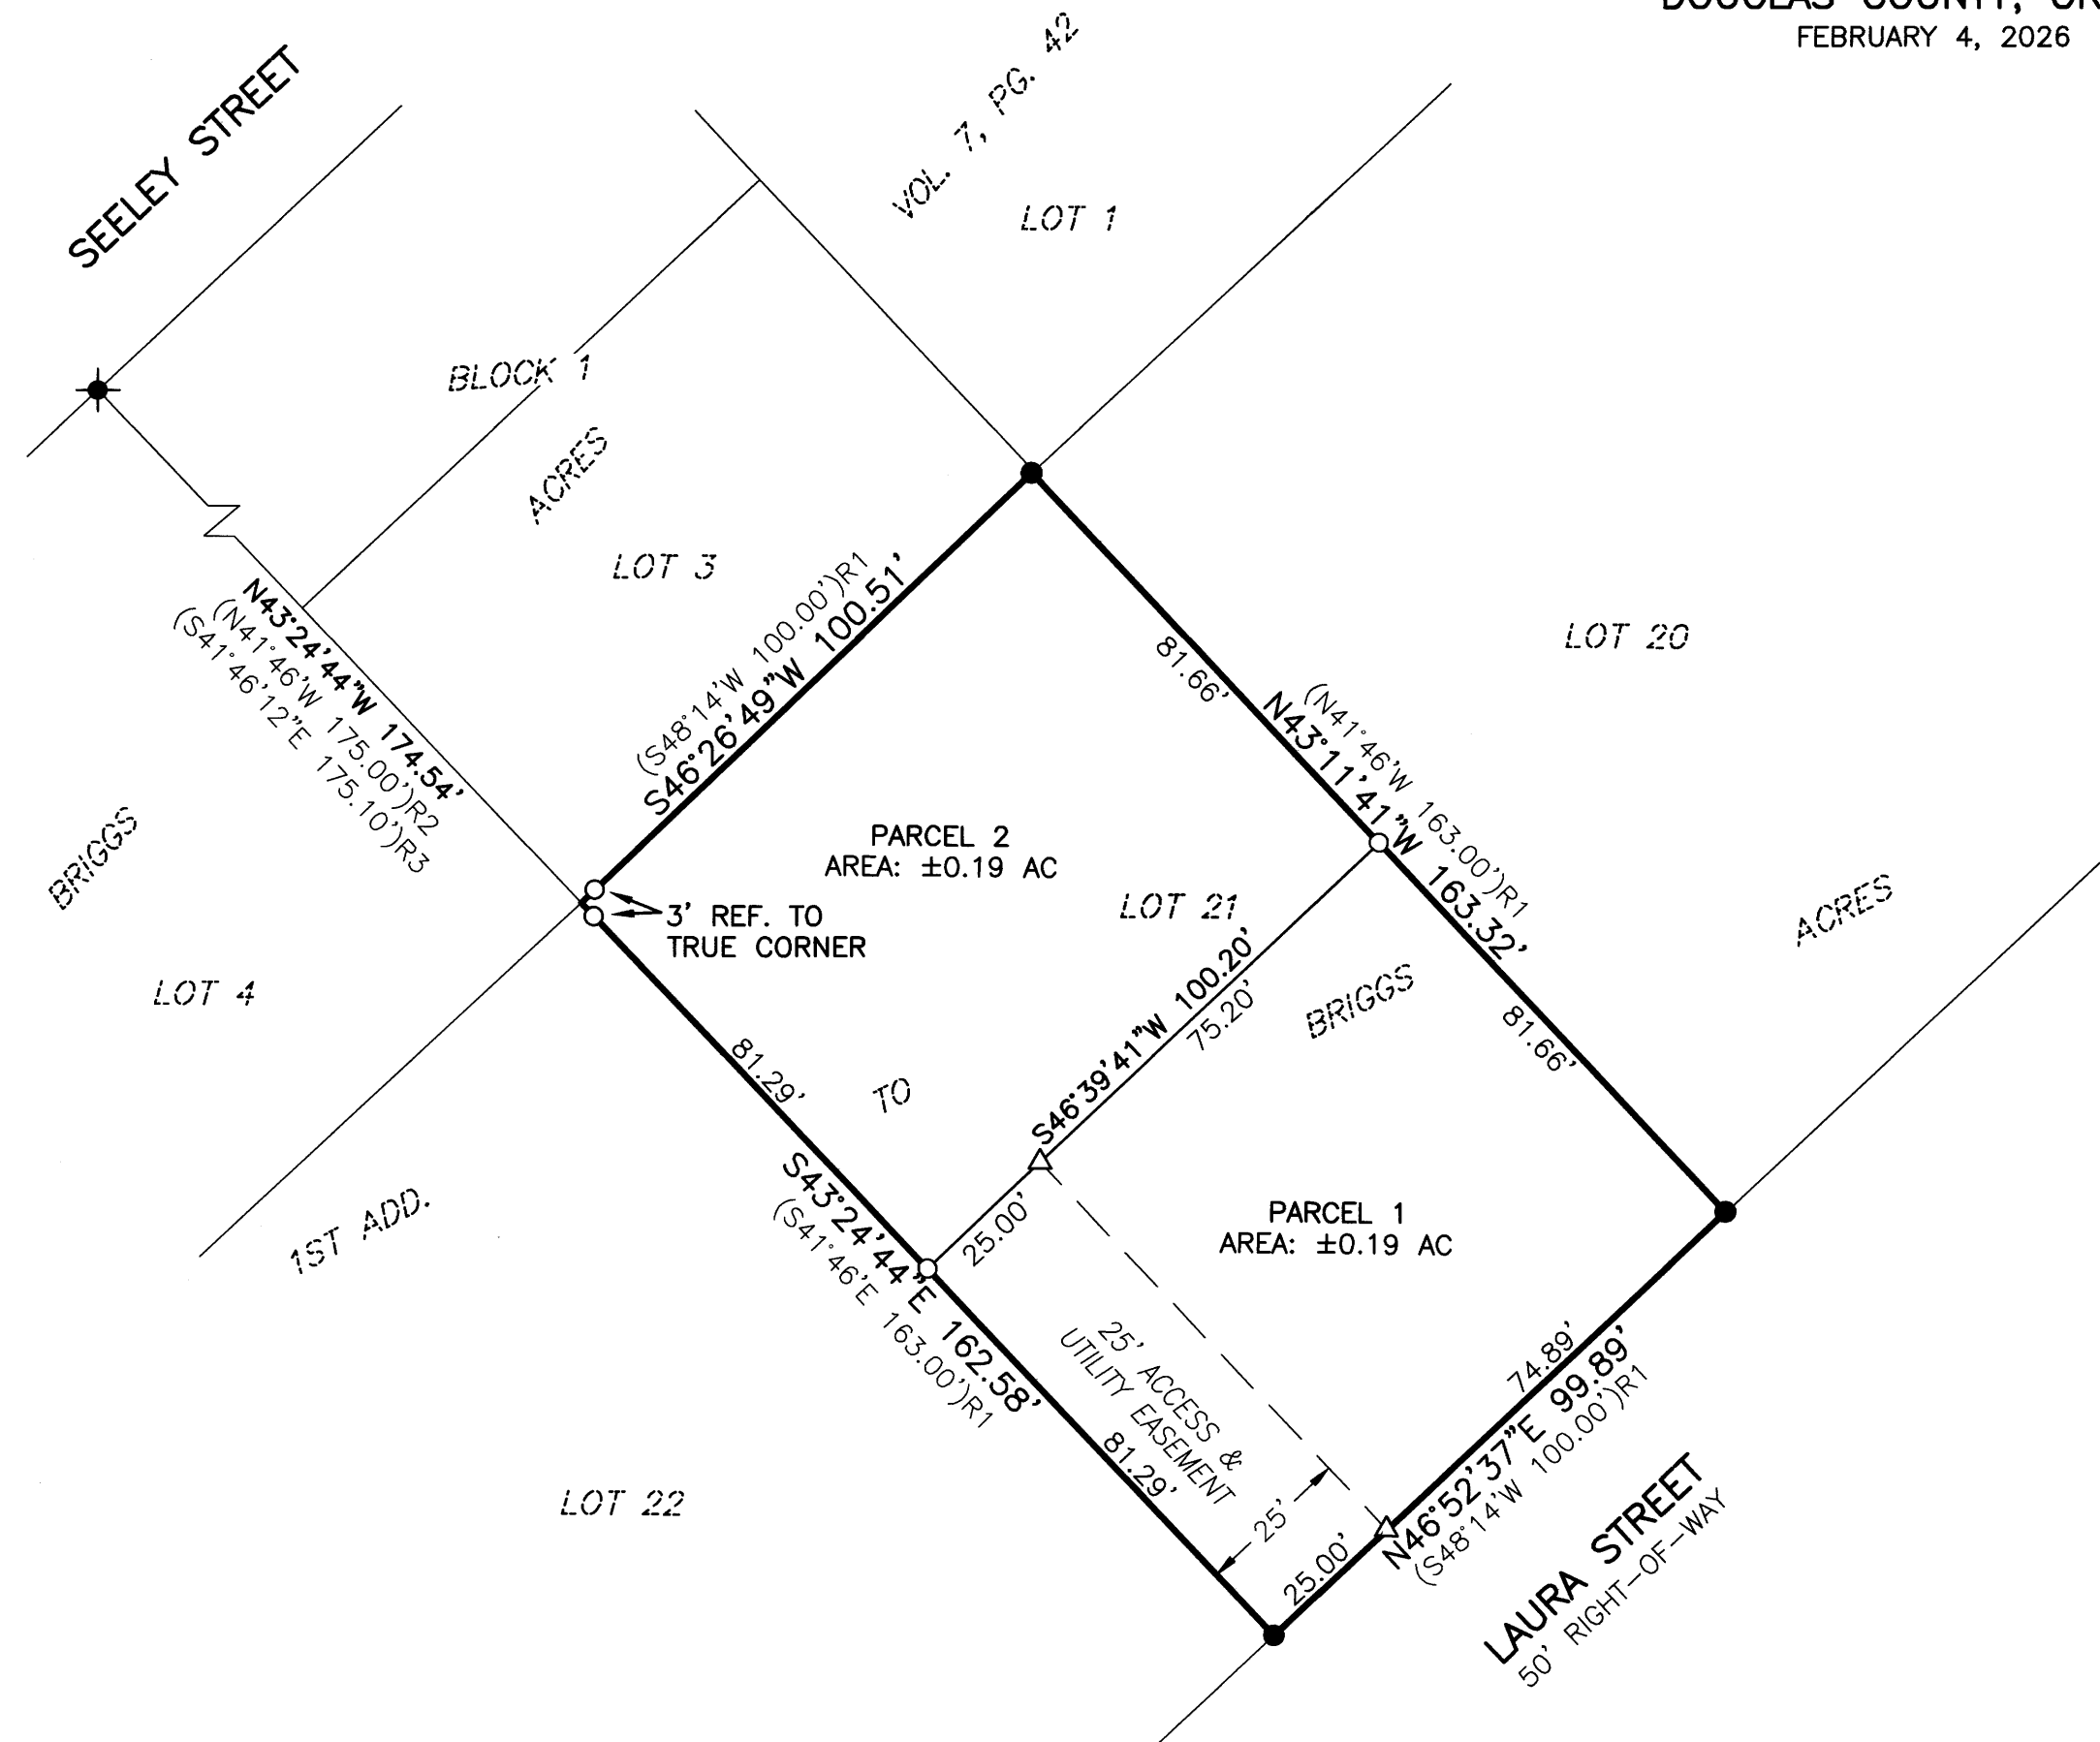 DOUGLAS COUNTY, OR
FEBRUARY 4, 2026
SEELEY STREET
VOL. 7, PG. 42
LOT 1
BLOCK 1
ACRES
LOT 3
(S48°14'W 100.00')R1
S46°26'49"W 100.51'
N43°24'44"W 174.54'
(N41°46'W 175.00')R2
(S41°46'12"E 175.10')R3
81.66'
LOT 20
(N41°46'W 163.00')R1
N43°11'41"W 163.32'
BRIGGS
PARCEL 2
AREA: ±0.19 AC
LOT 21
3' REF. TO
TRUE CORNER
ACRES
LOT 4
S46°39'41"W 100.20'
75.20'
BRIGGS
81.66'
81.29'
TO
1ST ADD.
S43°24'44"E 162.58'
(S41°46'E 163.00')R1
25.00'
PARCEL 1
AREA: ±0.19 AC
25' ACCESS &
UTILITY EASEMENT
74.89'
N46°52'37"E 99.89'
(S48°14'W 100.00')R1
81.29'
25'
LOT 22
25.00'
LAURA STREET
50' RIGHT-OF-WAY